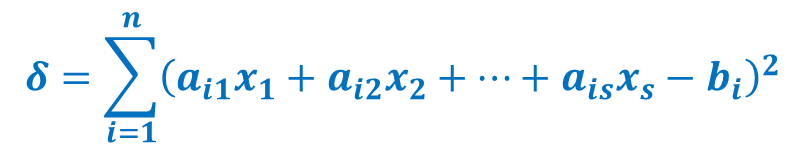 δ = ∑_{i=1}^{n} (a_{i1}x_1 + a_{i2}x_2 + ⋯ + a_{is}x_s − b_i)^2